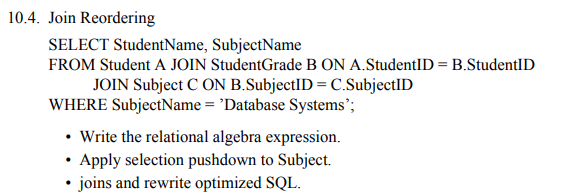 10.4. Join Reordering
SELECT StudentName, SubjectName
FROM Student A JOIN StudentGrade B ON A.StudentID = B.StudentID
JOIN Subject C ON B.SubjectID = C.SubjectID
WHERE SubjectName = ’Database Systems’;
• Write the relational algebra expression.
• Apply selection pushdown to Subject.
• joins and rewrite optimized SQL.